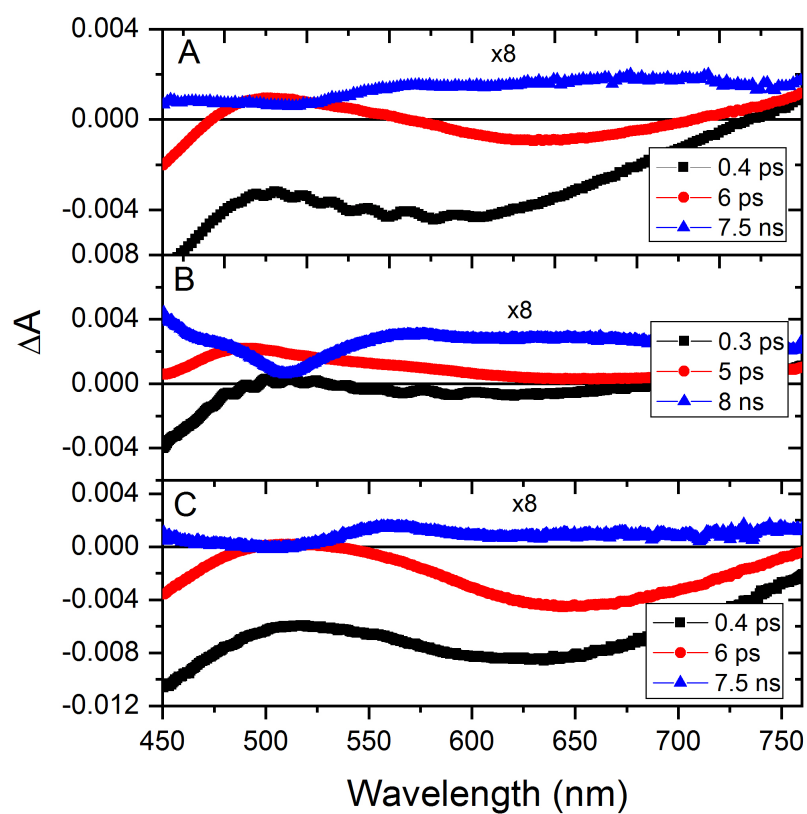 0.004
A
x8
0.000
0.4 ps
6 ps
7.5 ns
-0.004
0.008
B
x8
0.004
0.3 ps
5 ps
8 ns
0.000
-0.004
0.004
C
x8
0.000
-0.004
0.4 ps
6 ps
7.5 ns
-0.008
-0.012
450 500 550 600 650 700 750
ΔA
Wavelength (nm)